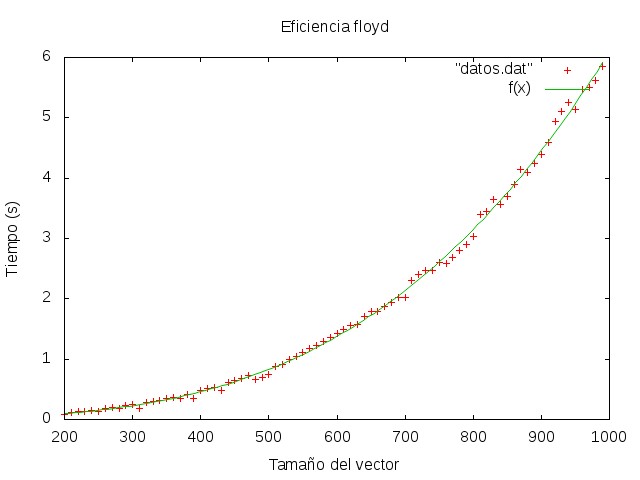 Eficiencia floyd
6
5
4
3
2
1
0
200 300 400 500 600 700 800 900 1000
Tiempo (s)
Tamaño del vector
"datos.dat"
f(x)